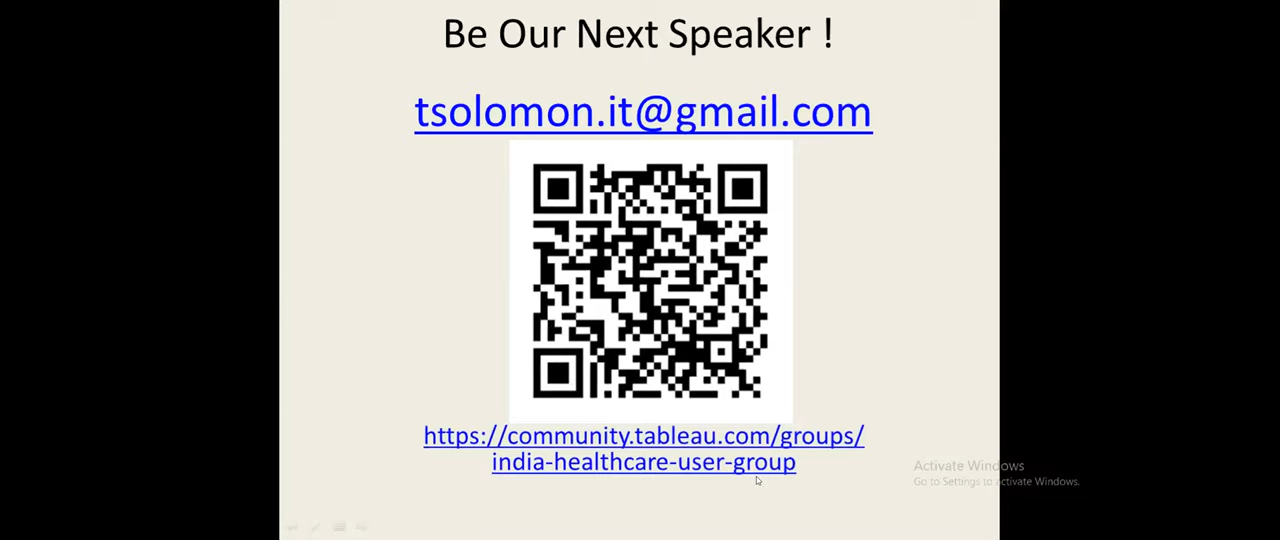 Be Our Next Speaker !
tsolomon.it@gmail.com
https://community.tableau.com/groups/
india-healthcare-user-group
Activate Windows
Go to Settings to activate Windows.